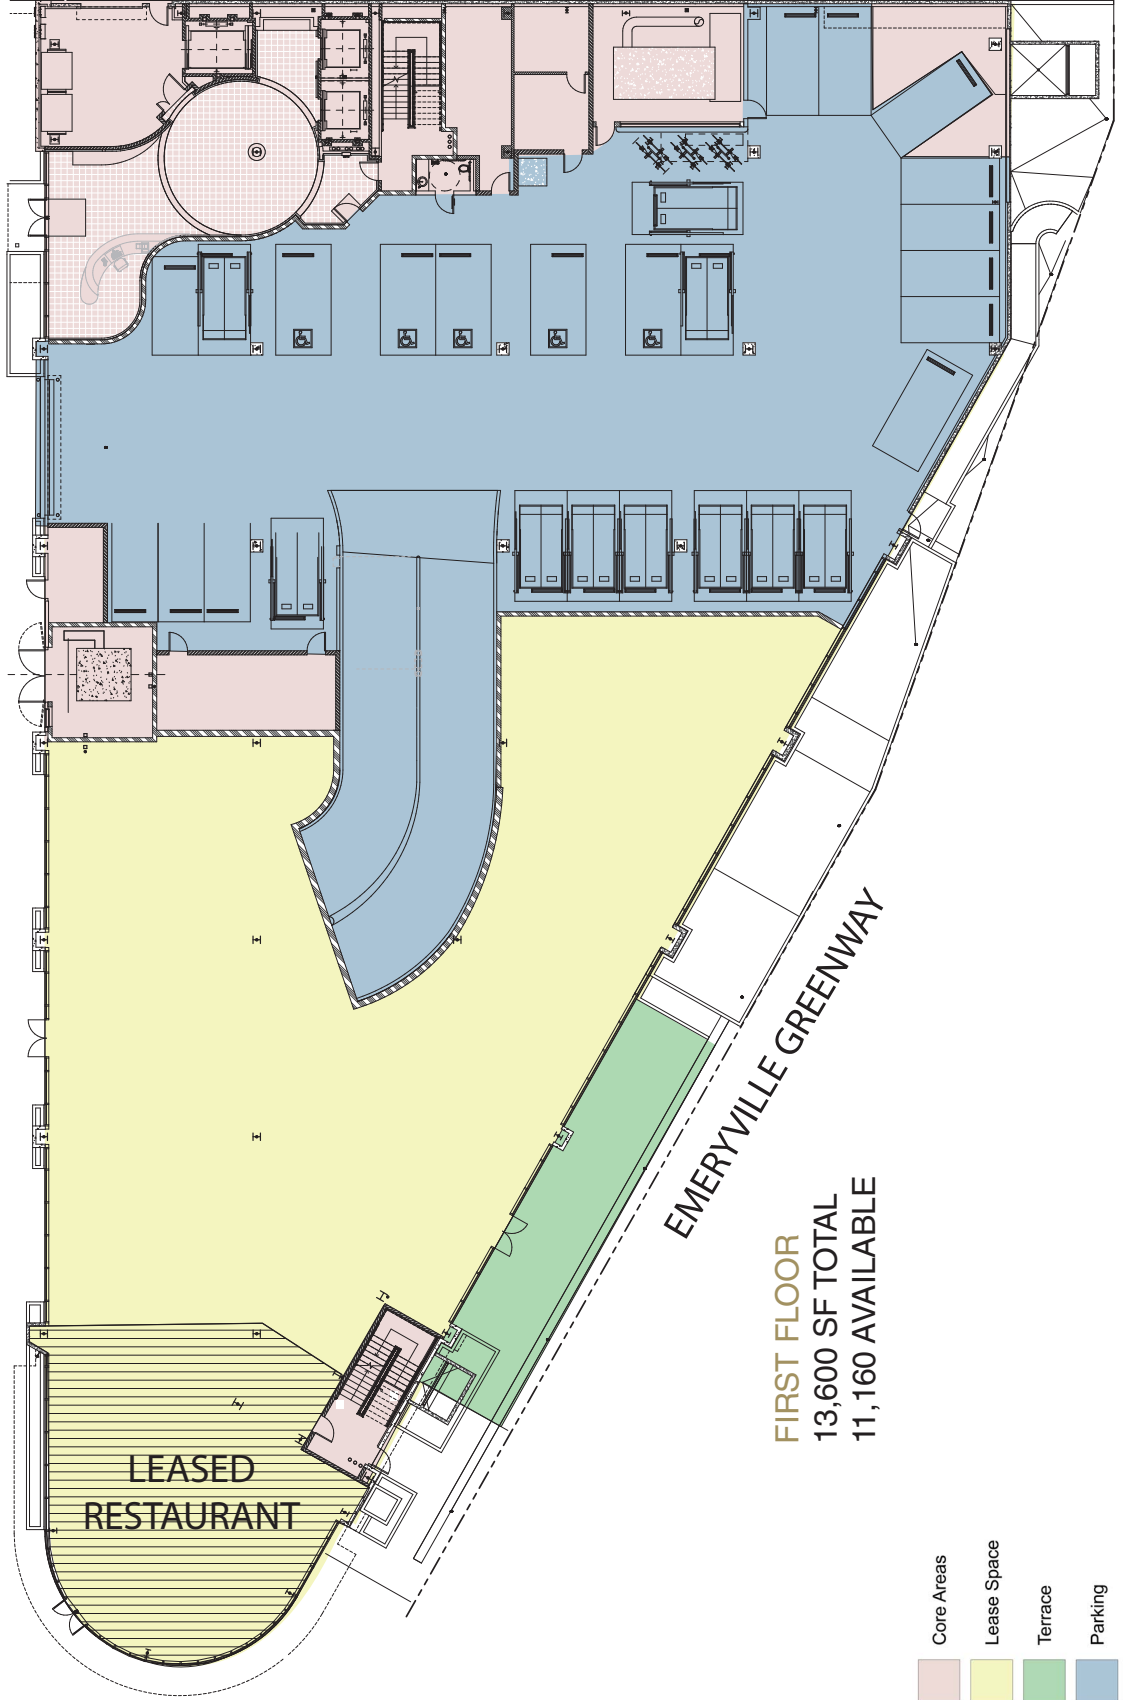 LEASED
RESTAURANT
EMERYVILLE GREENWAY
FIRST FLOOR
13,600 SF TOTAL
11,160 AVAILABLE
Core Areas
Lease Space
Terrace
Parking